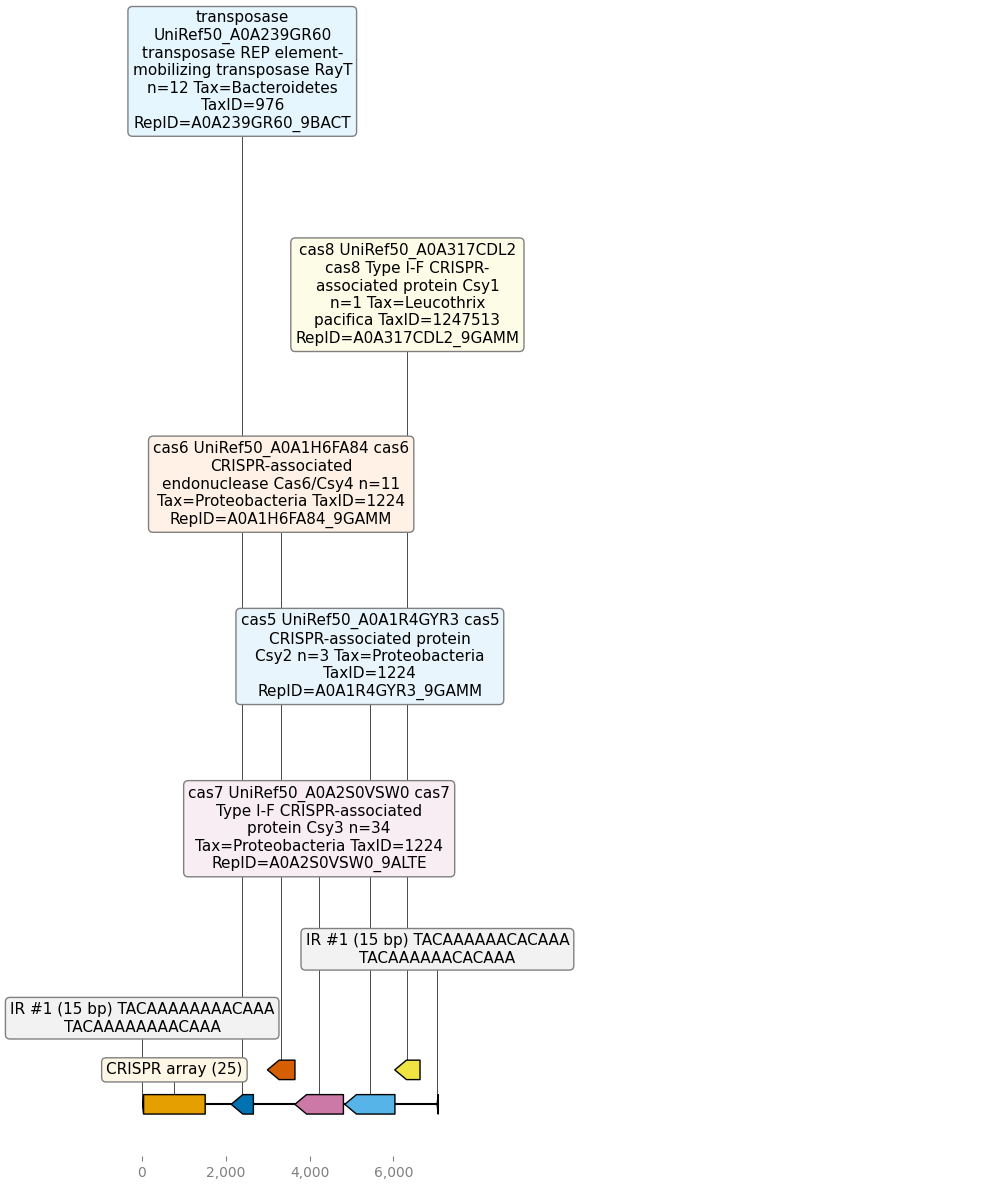 transposase
UniRef50_A0A239GR60
transposase REP element-
mobilizing transposase RayT
n=12 Tax=Bacteroidetes
TaxID=976
RepID=A0A239GR60_9BACT
cas8 UniRef50_A0A317CDL2
cas8 Type I-F CRISPR-
associated protein Csy1
n=1 Tax=Leucothrix
pacifica TaxID=1247513
RepID=A0A317CDL2_9GAMM
cas6 UniRef50_A0A1H6FA84 cas6
CRISPR-associated
endonuclease Cas6/Csy4 n=11
Tax=Proteobacteria TaxID=1224
RepID=A0A1H6FA84_9GAMM
cas5 UniRef50_A0A1R4GYR3 cas5
CRISPR-associated protein
Csy2 n=3 Tax=Proteobacteria
TaxID=1224
RepID=A0A1R4GYR3_9GAMM
cas7 UniRef50_A0A2S0VSW0 cas7
Type I-F CRISPR-associated
protein Csy3 n=34
Tax=Proteobacteria TaxID=1224
RepID=A0A2S0VSW0_9ALTE
IR #1 (15 bp) TACAAAAAACACAAA
TACAAAAAACACAAA
IR #1 (15 bp) TACAAAAAAAACAAA
TACAAAAAAAACAAA
CRISPR array (25)
0 2,000 4,000 6,000